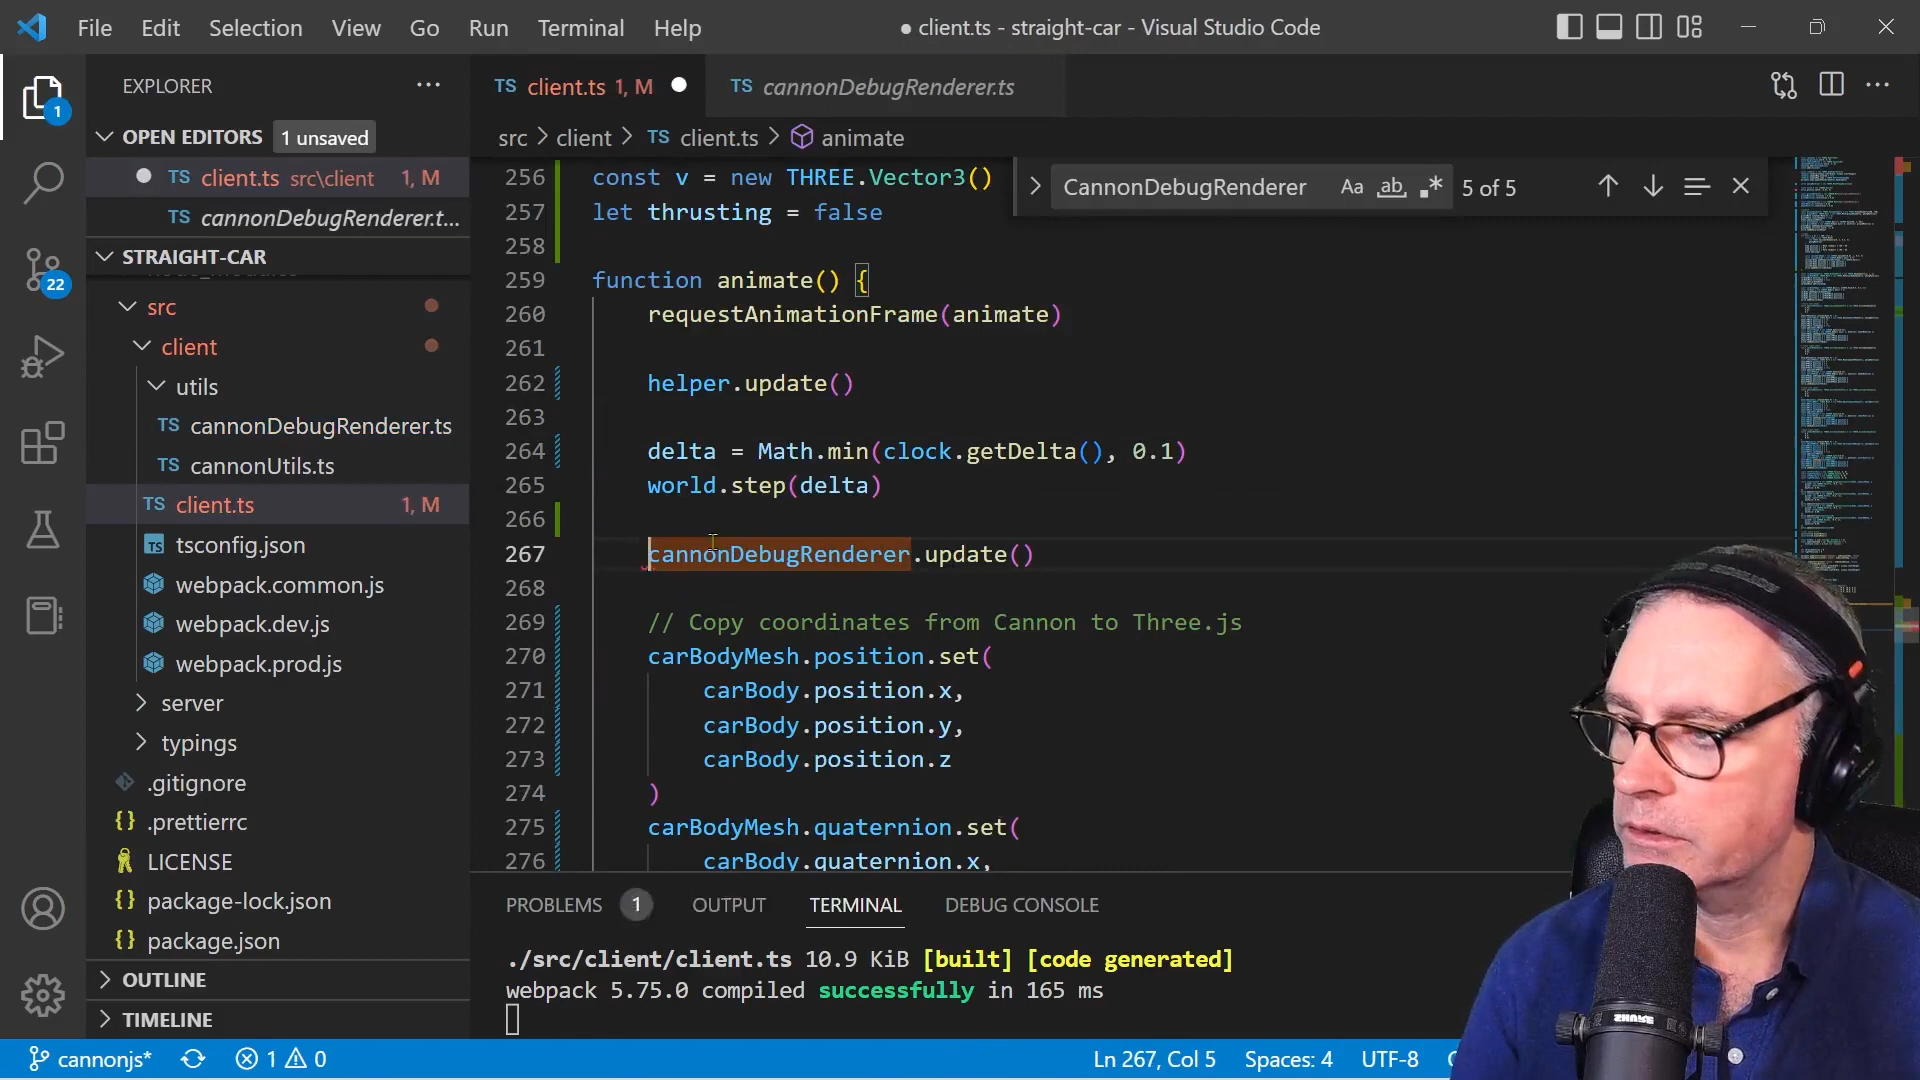 File Edit Selection View Go Run Terminal Help
● client.ts - straight-car - Visual Studio Code
EXPLORER
1
OPEN EDITORS 1 unsaved
TS client.ts src\client 1, M
TS cannonDebugRenderer.t...
STRAIGHT-CAR
22
src
client
utils
TS cannonDebugRenderer.ts
TS cannonUtils.ts
TS client.ts 1, M
TS tsconfig.json
webpack.common.js
webpack.dev.js
webpack.prod.js
server
typings
.gitignore
{} .prettierrc
LICENSE
{} package-lock.json
{} package.json
OUTLINE
TIMELINE
TS client.ts 1, M
TS cannonDebugRenderer.ts
src > client > TS client.ts > animate
CannonDebugRenderer Aa ab 5 of 5
256 const v = new THREE.Vector3()
257 let thrusting = false
258
259 function animate() {
260 requestAnimationFrame(animate)
261
262 helper.update()
263
264 delta = Math.min(clock.getDelta(), 0.1)
265 world.step(delta)
266
267 cannonDebugRenderer.update()
268
269 // Copy coordinates from Cannon to Three.js
270 carBodyMesh.position.set(
271 carBody.position.x,
272 carBody.position.y,
273 carBody.position.z
274 )
275 carBodyMesh.quaternion.set(
276 carBody.quaternion.x,
PROBLEMS 1 OUTPUT TERMINAL DEBUG CONSOLE
./src/client/client.ts 10.9 KiB [built] [code generated]
webpack 5.75.0 compiled successfully in 165 ms
SHURE
cannonjs* 1 0
Ln 267, Col 5 Spaces: 4 UTF-8